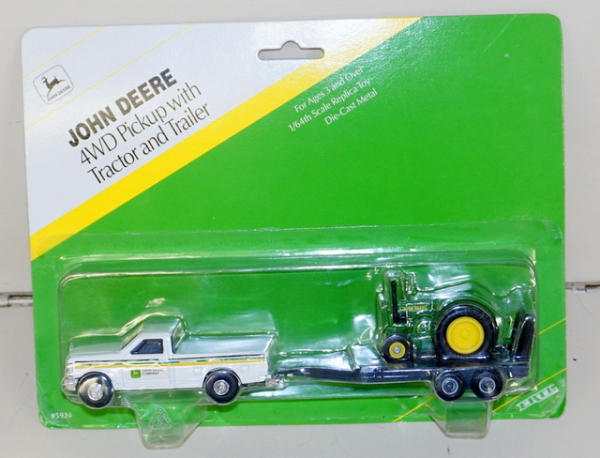 JOHN DEERE
JOHN DEERE
4WD Pickup with
Tractor and Trailer
For Ages 3 and Over
1/64th Scale Replica Toy
Die-Cast Metal
#5926
ERTL